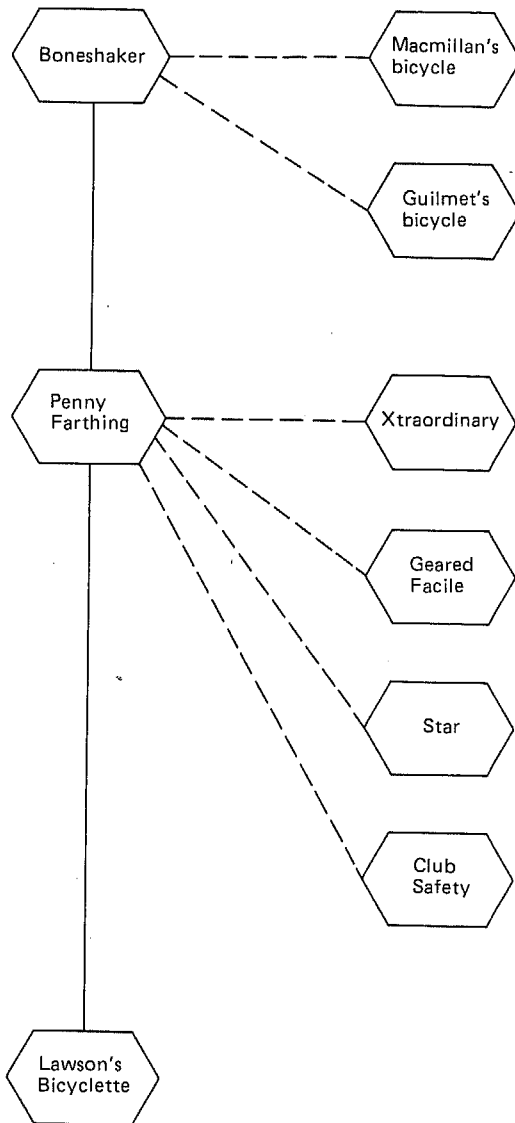 Boneshaker
Macmillan's
bicycle
Guilmet's
bicycle
Penny
Farthing
Xtraordinary
Geared
Facile
Star
Club
Safety
Lawson's
Bicyclette